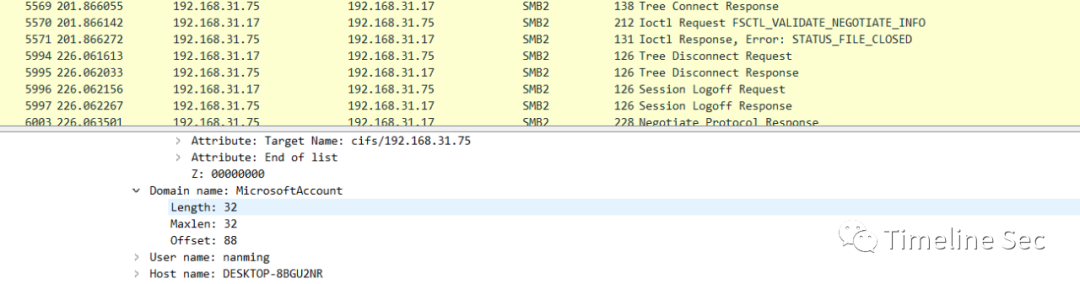 5569 201.866055 192.168.31.75 192.168.31.17 SMB2 138 Tree Connect Response
5570 201.866142 192.168.31.17 192.168.31.75 SMB2 212 Ioctl Request FSCTL_VALIDATE_NEGOTIATE_INFO
5571 201.866272 192.168.31.75 192.168.31.17 SMB2 131 Ioctl Response, Error: STATUS_FILE_CLOSED
5994 226.061613 192.168.31.17 192.168.31.75 SMB2 126 Tree Disconnect Request
5995 226.062033 192.168.31.75 192.168.31.17 SMB2 126 Tree Disconnect Response
5996 226.062156 192.168.31.17 192.168.31.75 SMB2 126 Session Logoff Request
5997 226.062267 192.168.31.75 192.168.31.17 SMB2 126 Session Logoff Response
6003 226.063501 192.168.31.75 192.168.31.17 SMB2 228 Negotiate Protocol Response
Attribute: Target Name: cifs/192.168.31.75
Attribute: End of list
Z: 00000000
Domain name: MicrosoftAccount
Length: 32
Maxlen: 32
Offset: 88
User name: nanming
Host name: DESKTOP-8BGU2NR
Timeline Sec